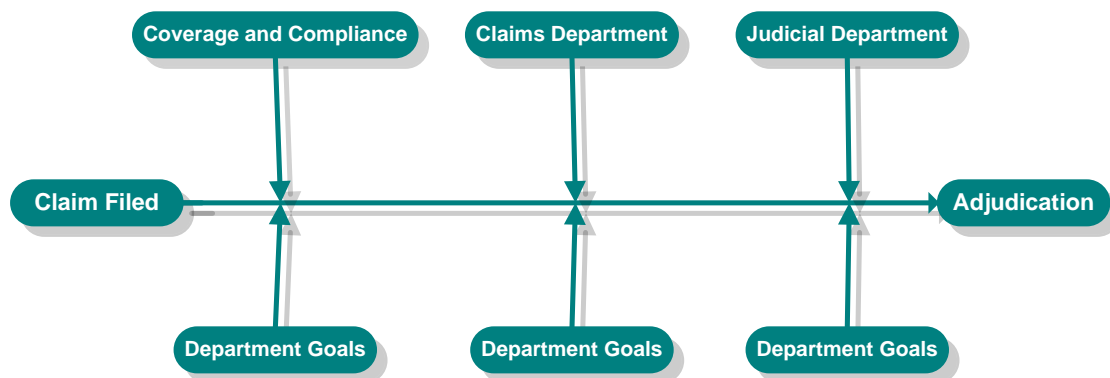 Coverage and Compliance
Claims Department
Judicial Department
Claim Filed
Adjudication
Department Goals
Department Goals
Department Goals